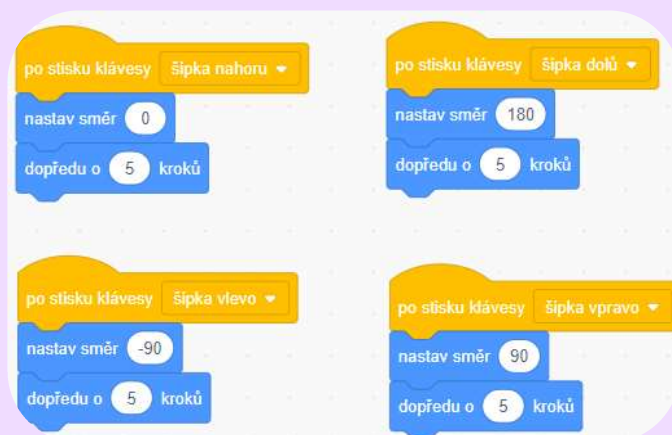 po stisku klávesy šipka nahoru
nastav směr 0
dopředu o 5 kroků
po stisku klávesy šipka dolů
nastav směr 180
dopředu o 5 kroků
po stisku klávesy šipka vlevo
nastav směr -90
dopředu o 5 kroků
po stisku klávesy šipka vpravo
nastav směr 90
dopředu o 5 kroků